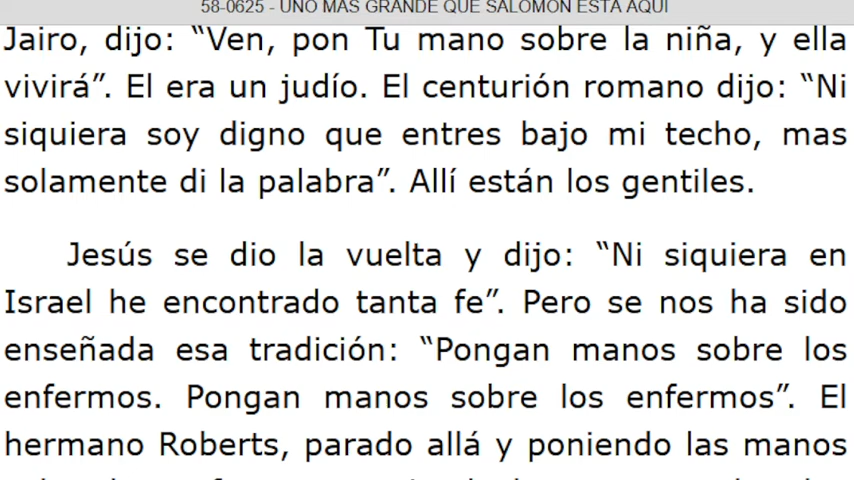 58-0625 - UNO MAS GRANDE QUE SALOMON ESTA AQUI
Jairo, dijo: “Ven, pon Tu mano sobre la niña, y ella
vivirá”. El era un judío. El centurión romano dijo: “Ni
siquiera soy digno que entres bajo mi techo, mas
solamente di la palabra”. Allí están los gentiles.
Jesús se dio la vuelta y dijo: “Ni siquiera en
Israel he encontrado tanta fe”. Pero se nos ha sido
enseñada esa tradición: “Pongan manos sobre los
enfermos. Pongan manos sobre los enfermos”. El
hermano Roberts, parado allá y poniendo las manos